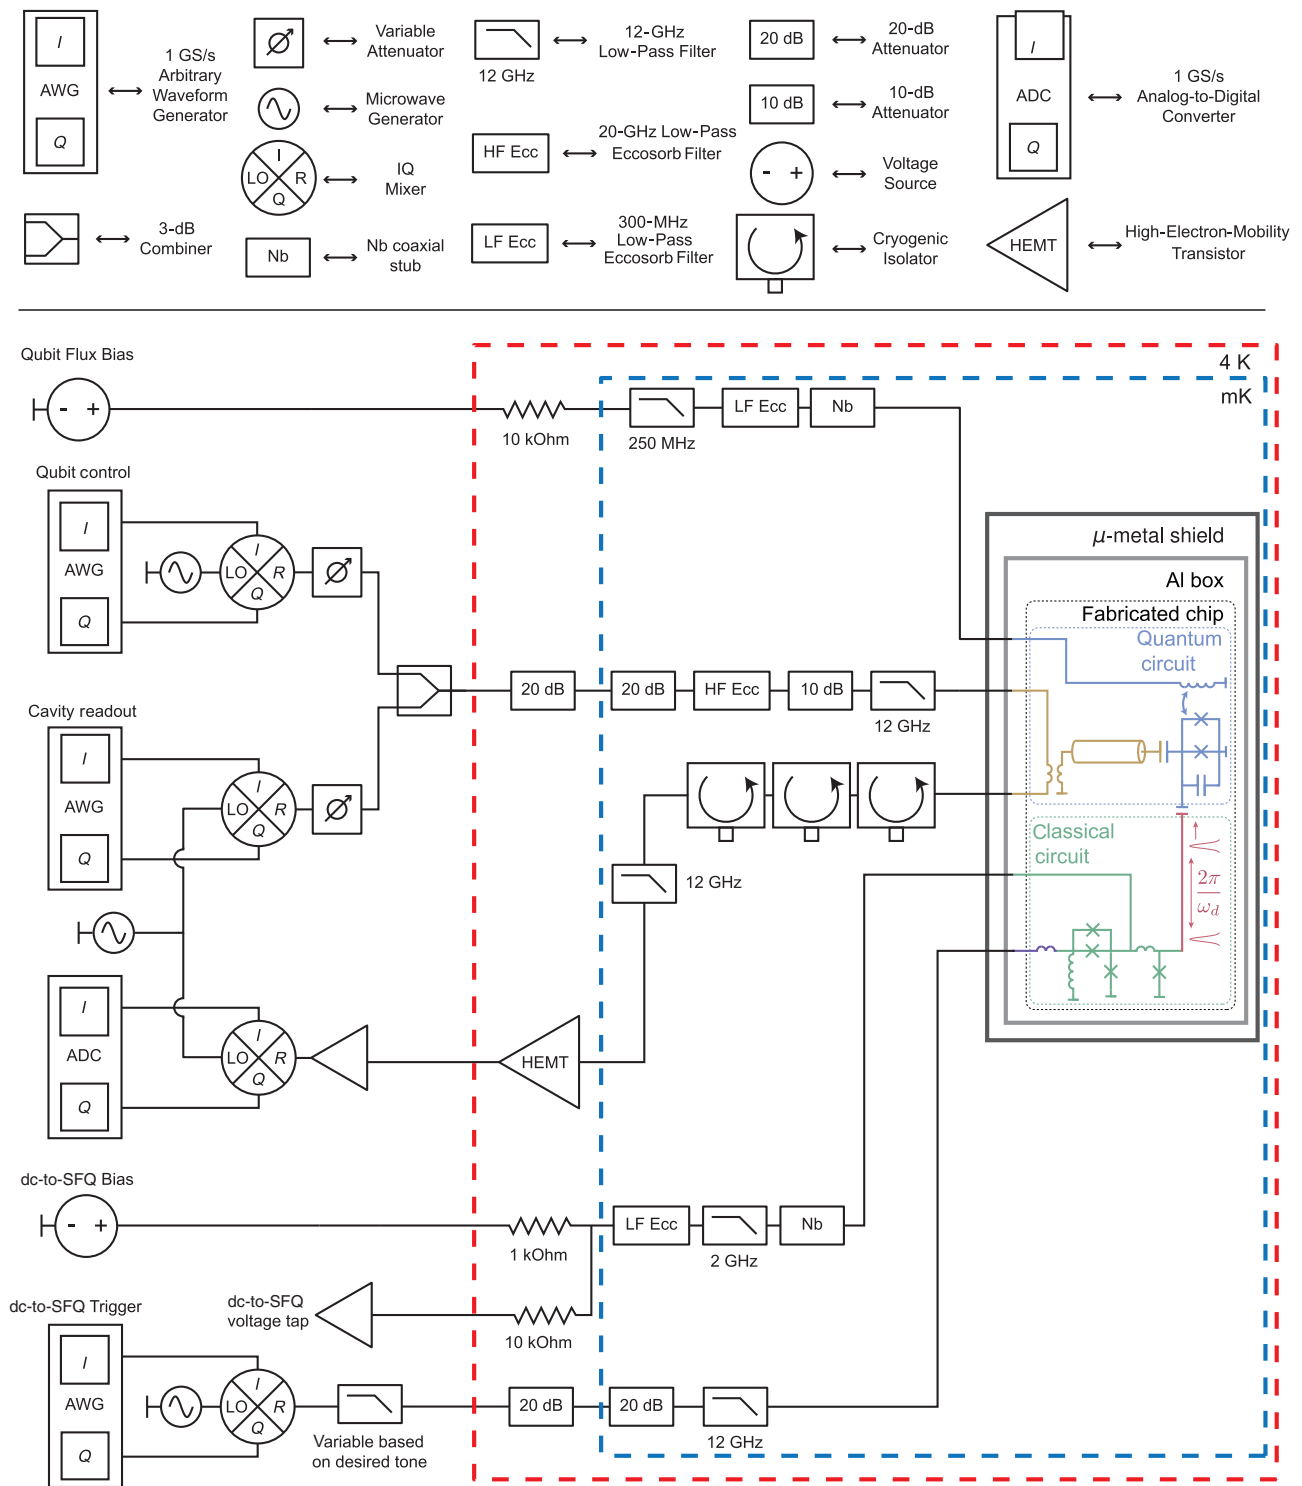 I
AWG
Q
1 GS/s
Arbitrary
Waveform
Generator
Variable
Attenuator
12 GHz
12-GHz
Low-Pass Filter
20 dB
20-dB
Attenuator
I
ADC
Q
1 GS/s
Analog-to-Digital
Converter
Microwave
Generator
10 dB
10-dB
Attenuator
HF Ecc
20-GHz Low-Pass
Eccosorb Filter
I
LO
R
Q
IQ
Mixer
- +
Voltage
Source
3-dB
Combiner
Nb
Nb coaxial
stub
LF Ecc
300-MHz
Low-Pass
Eccosorb Filter
Cryogenic
Isolator
HEMT
High-Electron-Mobility
Transistor
4 K
mK
Qubit Flux Bias
- +
10 kOhm
250 MHz
LF Ecc
Nb
Qubit control
I
AWG
Q
I
LO
R
Q
μ-metal shield
Al box
Fabricated chip
Quantum
circuit
20 dB
20 dB
HF Ecc
10 dB
12 GHz
Cavity readout
I
AWG
Q
I
LO
R
Q
12 GHz
Classical
circuit
2π
ω_d
I
ADC
Q
I
LO
R
Q
HEMT
dc-to-SFQ Bias
- +
1 kOhm
LF Ecc
2 GHz
Nb
dc-to-SFQ
voltage tap
10 kOhm
dc-to-SFQ Trigger
I
AWG
Q
I
LO
R
Q
Variable based
on desired tone
20 dB
20 dB
12 GHz